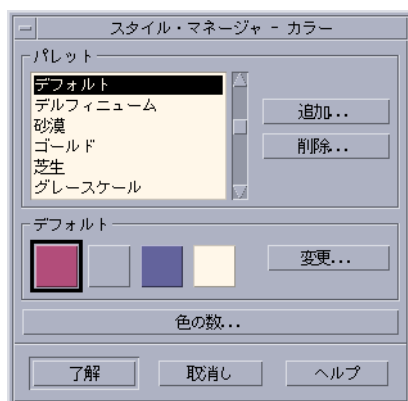 スタイル・マネージャ - カラー
パレット
デフォルト
デルフィニューム
砂漠
ゴールド
芝生
グレースケール
追加...
削除...
デフォルト
変更...
色の数...
了解
取消し
ヘルプ